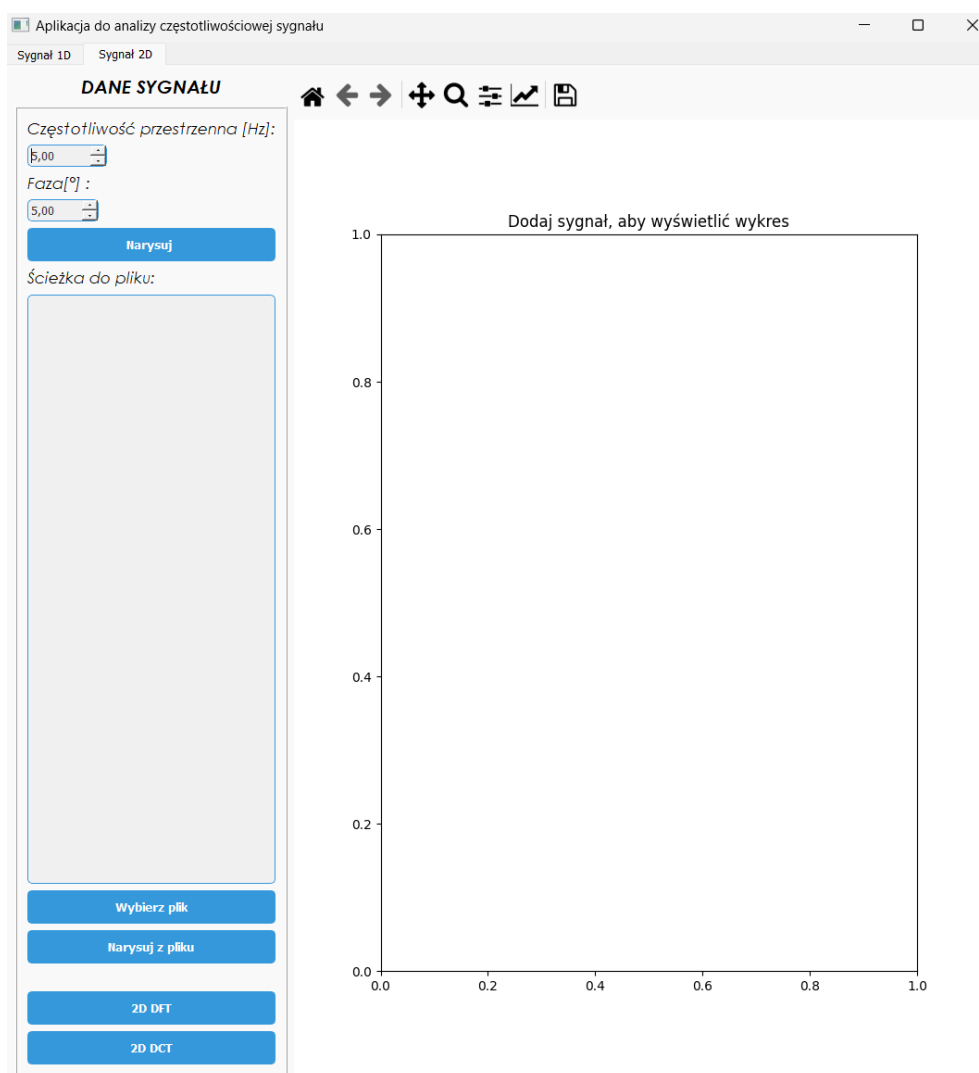 Aplikacja do analizy częstotliwościowej sygnału
Sygnał 1D Sygnał 2D
DANE SYGNAŁU
Częstotliwość przestrzenna [Hz]:
5,00
Faza[°] :
5,00
Narysuj
Ścieżka do pliku:
Wybierz plik
Narysuj z pliku
2D DFT
2D DCT
Dodaj sygnał, aby wyświetlić wykres
1.0
0.8
0.6
0.4
0.2
0.0
0.0 0.2 0.4 0.6 0.8 1.0